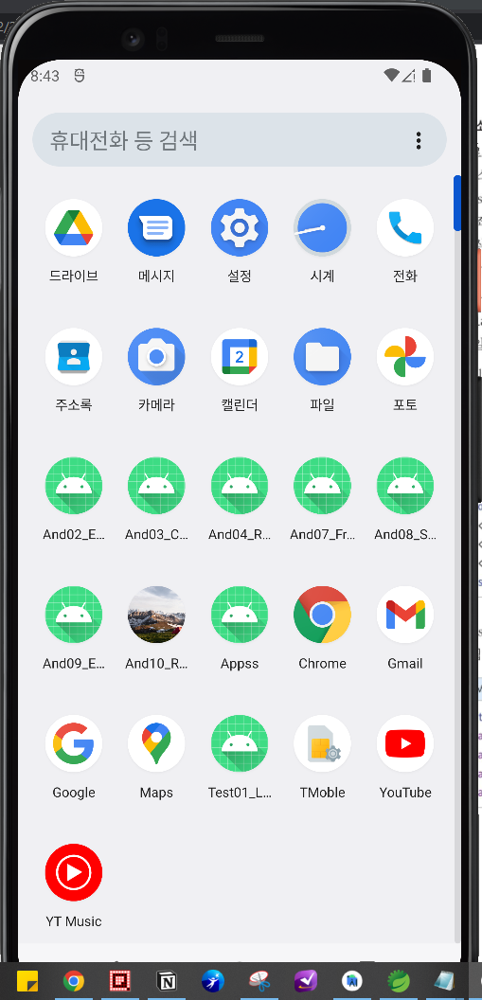 8:43
휴대전화 등 검색
드라이브 메시지 설정 시계 전화
2
주소록 카메라 캘린더 파일 포토
And02_E... And03_C... And04_R... And07_Fr... And08_S...
And09_E... And10_R... Appss Chrome Gmail
Google Maps Test01_L... TMoble YouTube
YT Music